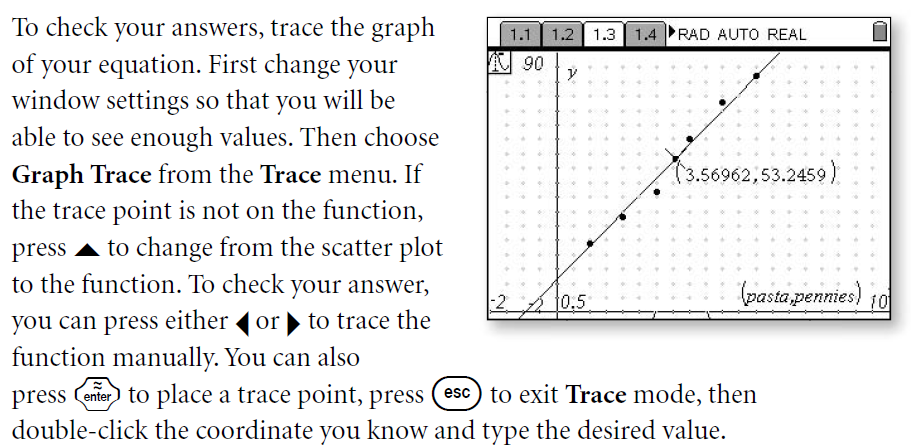 To check your answers, trace the graph
of your equation. First change your
window settings so that you will be
able to see enough values. Then choose
Graph Trace from the Trace menu. If
the trace point is not on the function,
press ▲ to change from the scatter plot
to the function. To check your answer,
you can press either ◀ or ▶ to trace the
function manually. You can also
press ≈ enter to place a trace point, press esc to exit Trace mode, then
double-click the coordinate you know and type the desired value.
1.1 1.2 1.3 1.4 ▶RAD AUTO REAL
90 y
(3.56962,53.2459)
(pasta,pennies)
-2 0.5 10